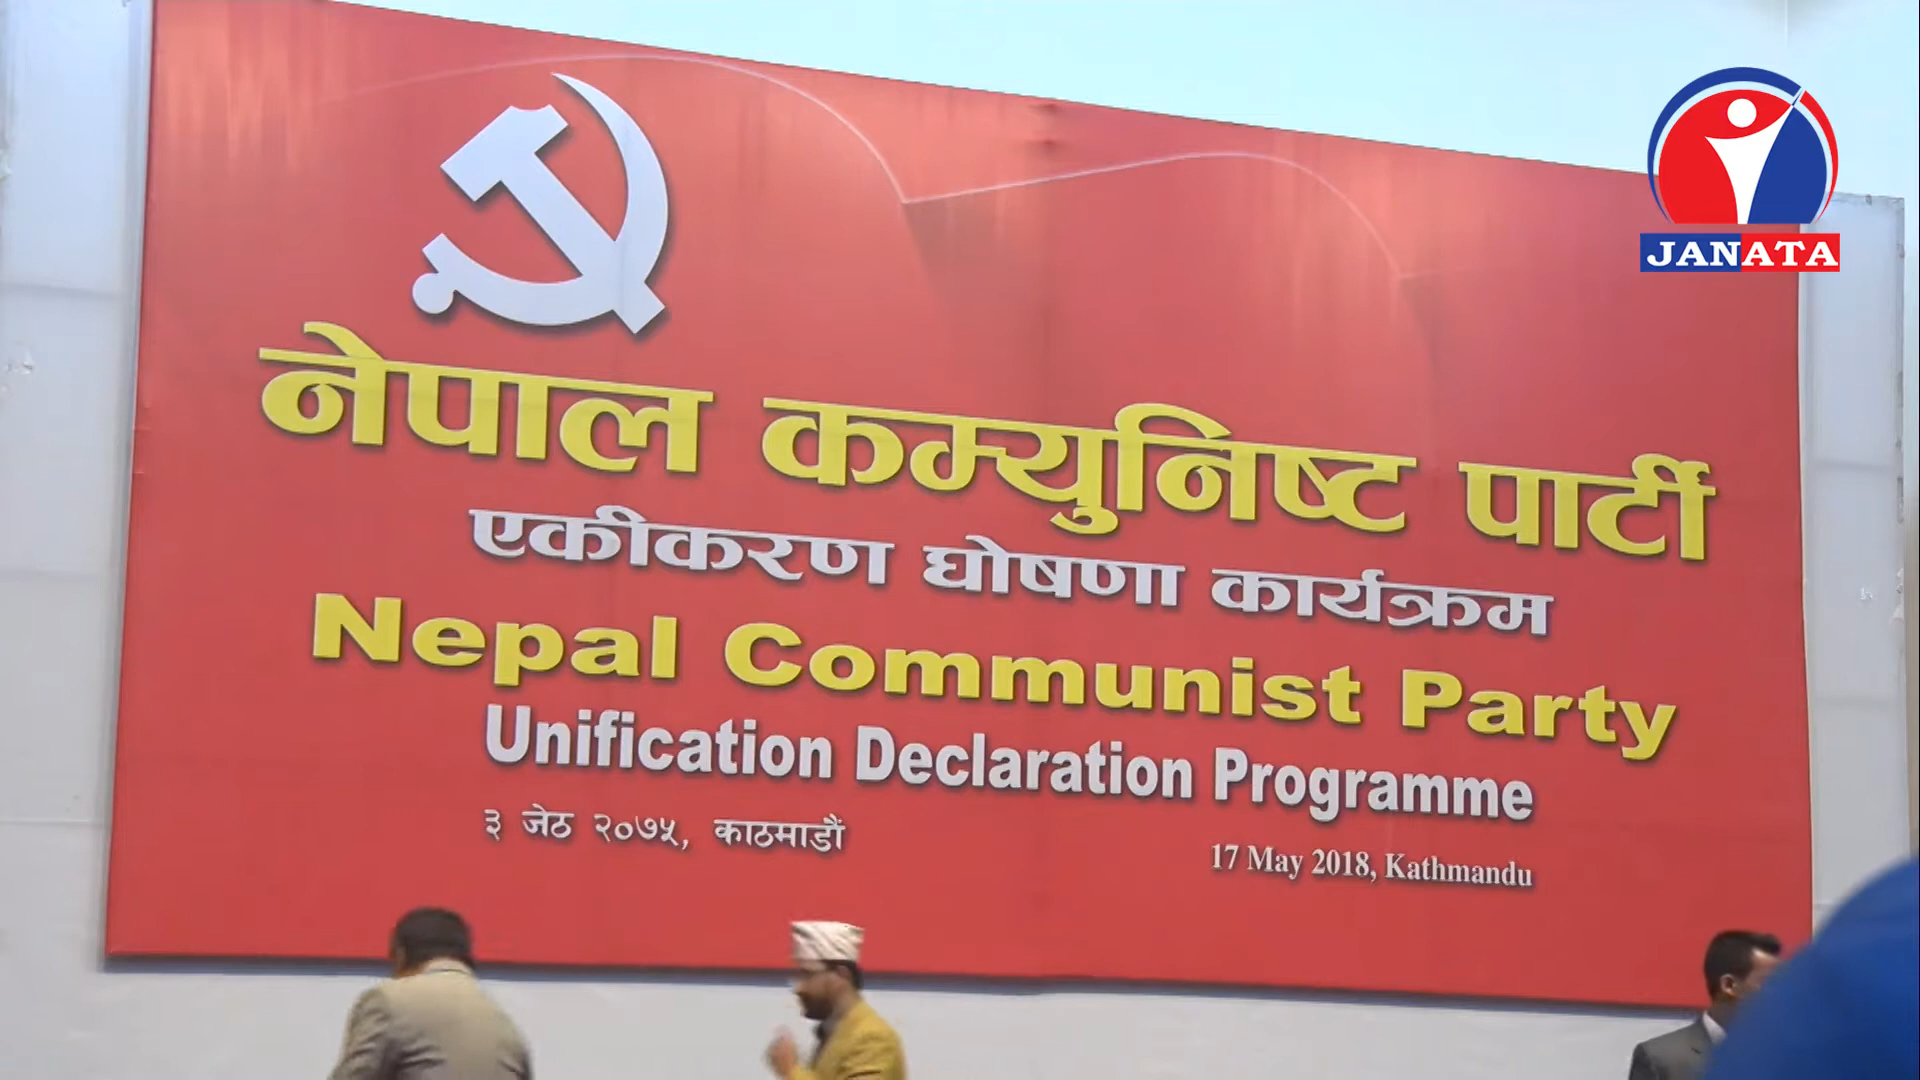 JANATA
नेपाल कम्युनिष्ट पार्टी
एकीकरण घोषणा कार्यक्रम
Nepal Communist Party
Unification Declaration Programme
३ जेठ २०७५, काठमाडौं
17 May 2018, Kathmandu